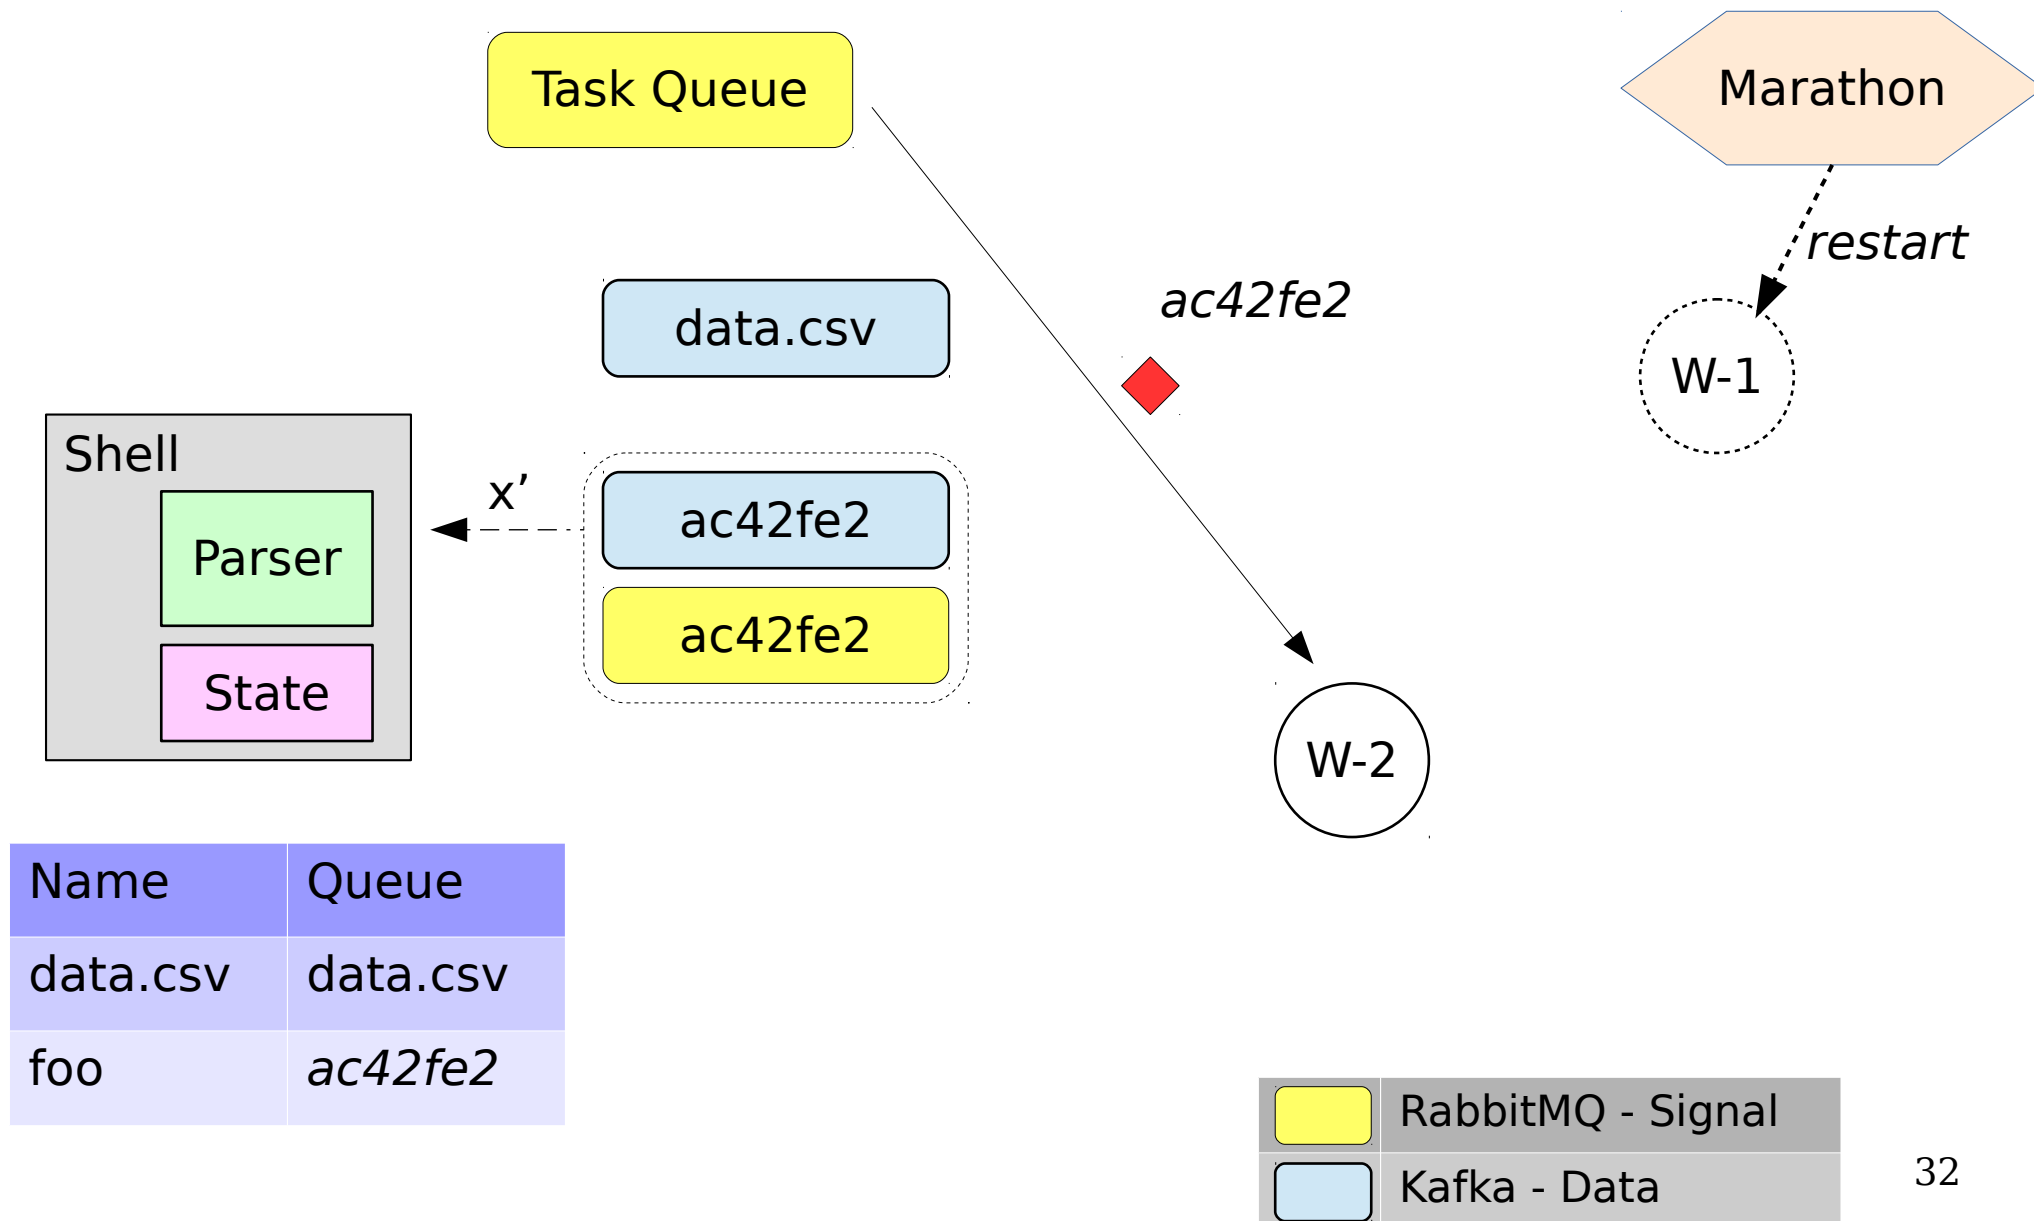 Task Queue
Marathon
restart
ac42fe2
data.csv
W-1
Shell
x’
ac42fe2
Parser
ac42fe2
State
W-2
Name Queue
data.csv data.csv
foo ac42fe2
RabbitMQ - Signal
Kafka - Data
32